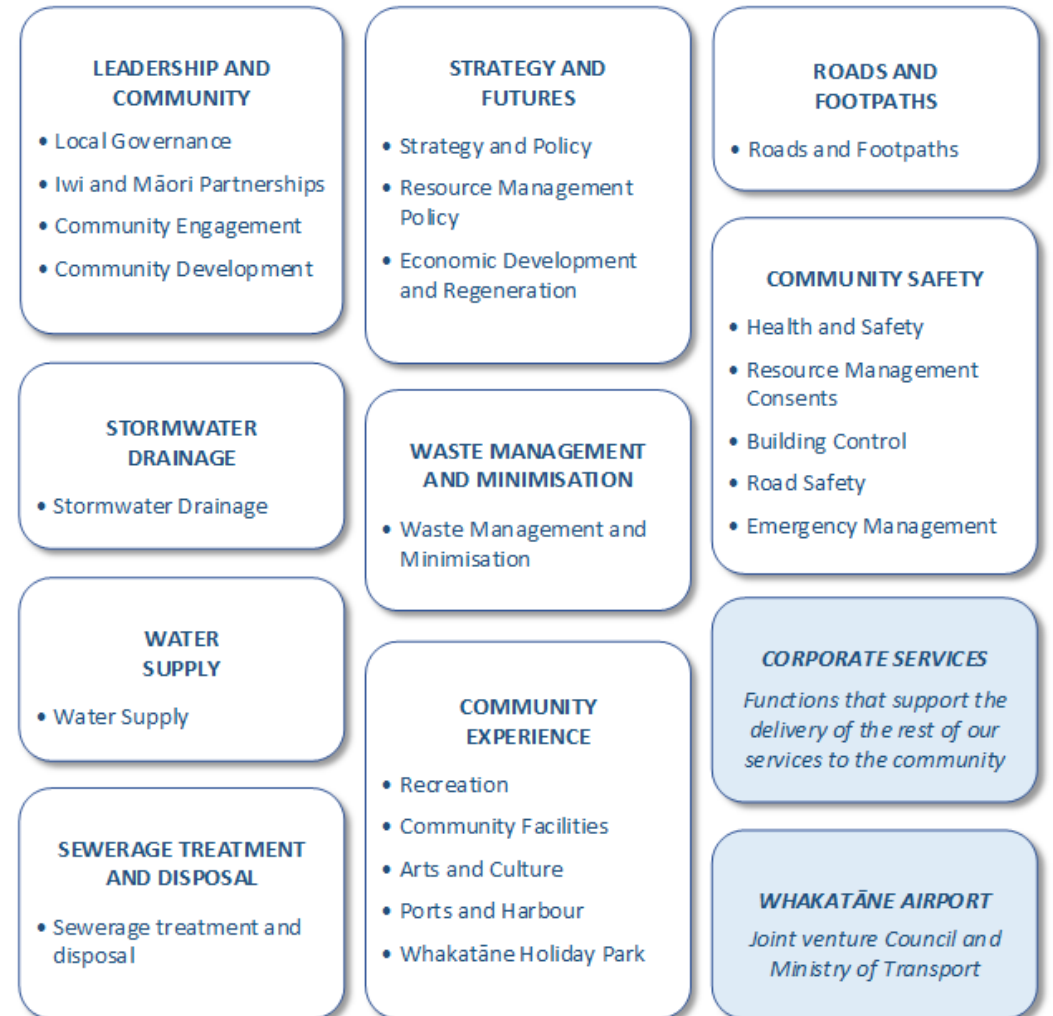 LEADERSHIP AND
COMMUNITY
• Local Governance
• Iwi and Māori Partnerships
• Community Engagement
• Community Development
STORMWATER
DRAINAGE
• Stormwater Drainage
WATER
SUPPLY
• Water Supply
SEWERAGE TREATMENT
AND DISPOSAL
• Sewerage treatment and
disposal
STRATEGY AND
FUTURES
• Strategy and Policy
• Resource Management
Policy
• Economic Development
and Regeneration
WASTE MANAGEMENT
AND MINIMISATION
• Waste Management and
Minimisation
COMMUNITY
EXPERIENCE
• Recreation
• Community Facilities
• Arts and Culture
• Ports and Harbour
• Whakatāne Holiday Park
ROADS AND
FOOTPATHS
• Roads and Footpaths
COMMUNITY SAFETY
• Health and Safety
• Resource Management
Consents
• Building Control
• Road Safety
• Emergency Management
CORPORATE SERVICES
Functions that support the
delivery of the rest of our
services to the community
WHAKATĀNE AIRPORT
Joint venture Council and
Ministry of Transport